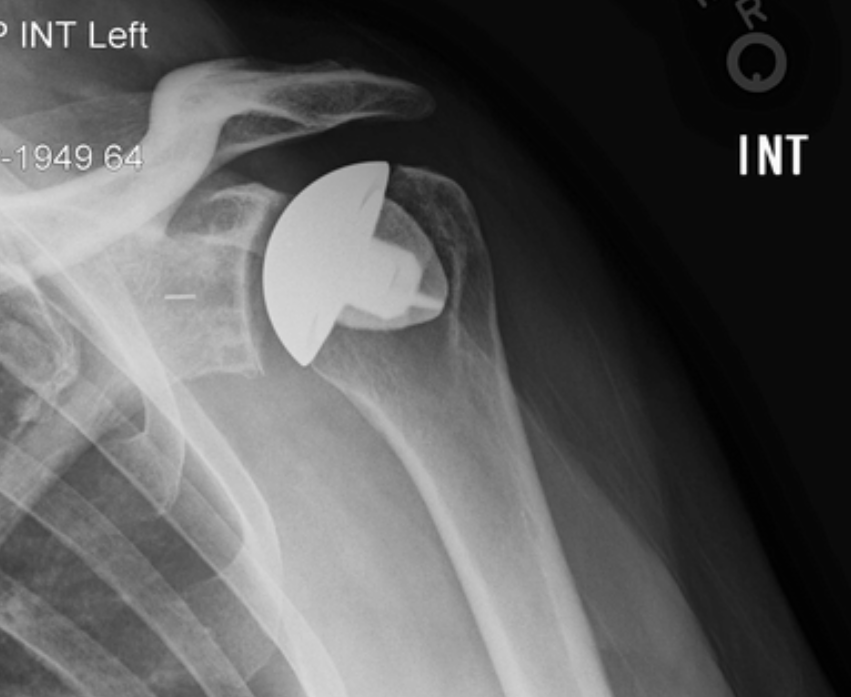 P INT Left
-1949 64
R
INT